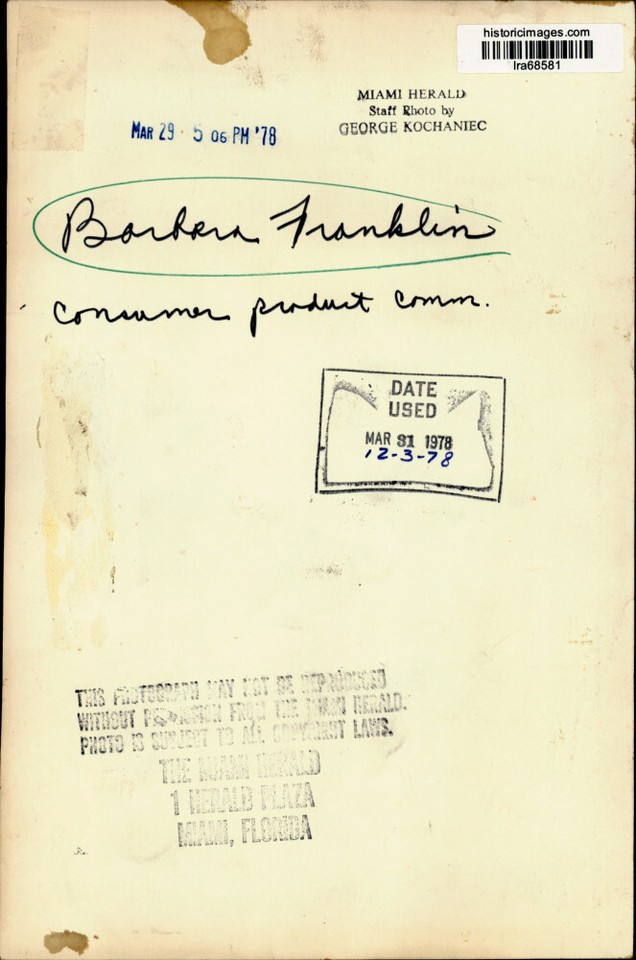 historicimages.com
lra68581
MIAMI HERALD
Staff Photo by
GEORGE KOCHANIEC
MAR 29 5 06 PM '78
Barbara Franklin
consumer product comm.
DATE
USED
MAR 31 1978
12-3-78
THIS PHOTOGRAPH MAY NOT BE REPRODUCED
WITHOUT PERMISSION FROM THE MIAMI HERALD.
PHOTO IS SUBJECT TO ALL COPYRIGHT LAWS.
THE MIAMI HERALD
1 HERALD PLAZA
MIAMI, FLORIDA